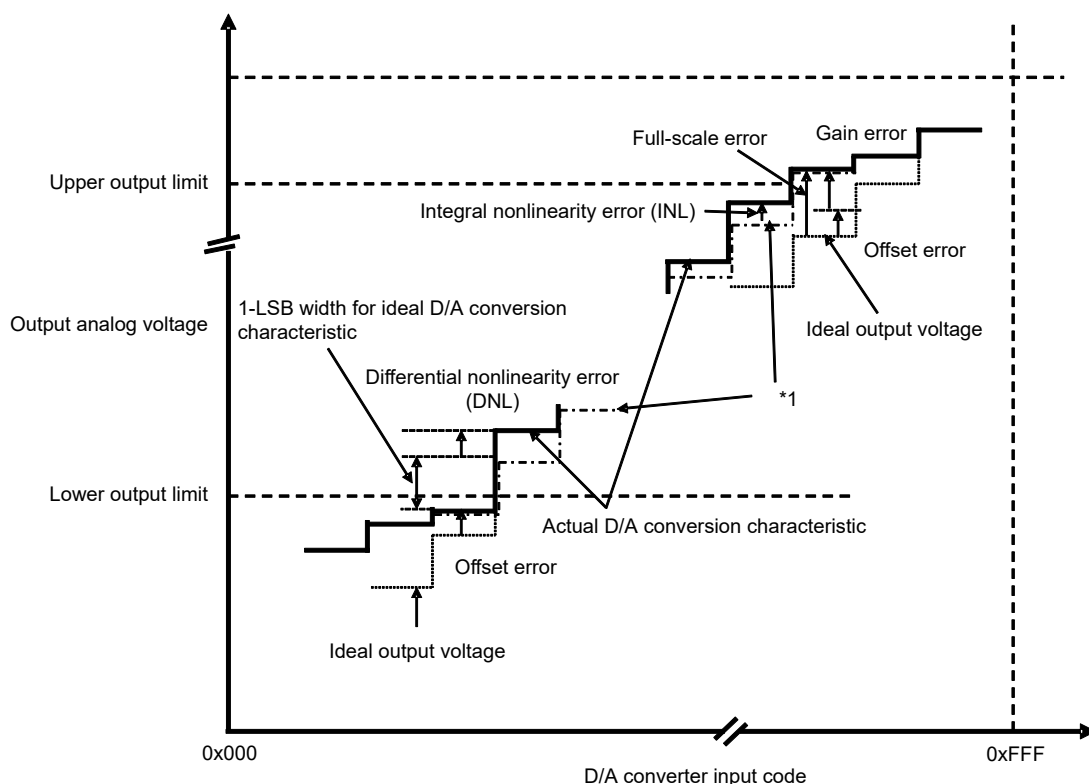 Full-scale error
Gain error
Upper output limit
Integral nonlinearity error (INL)
Offset error
1-LSB width for ideal D/A conversion
characteristic
Output analog voltage
Ideal output voltage
Differential nonlinearity error
(DNL)
*1
Lower output limit
Actual D/A conversion characteristic
Offset error
Ideal output voltage
0x000
0xFFF
D/A converter input code